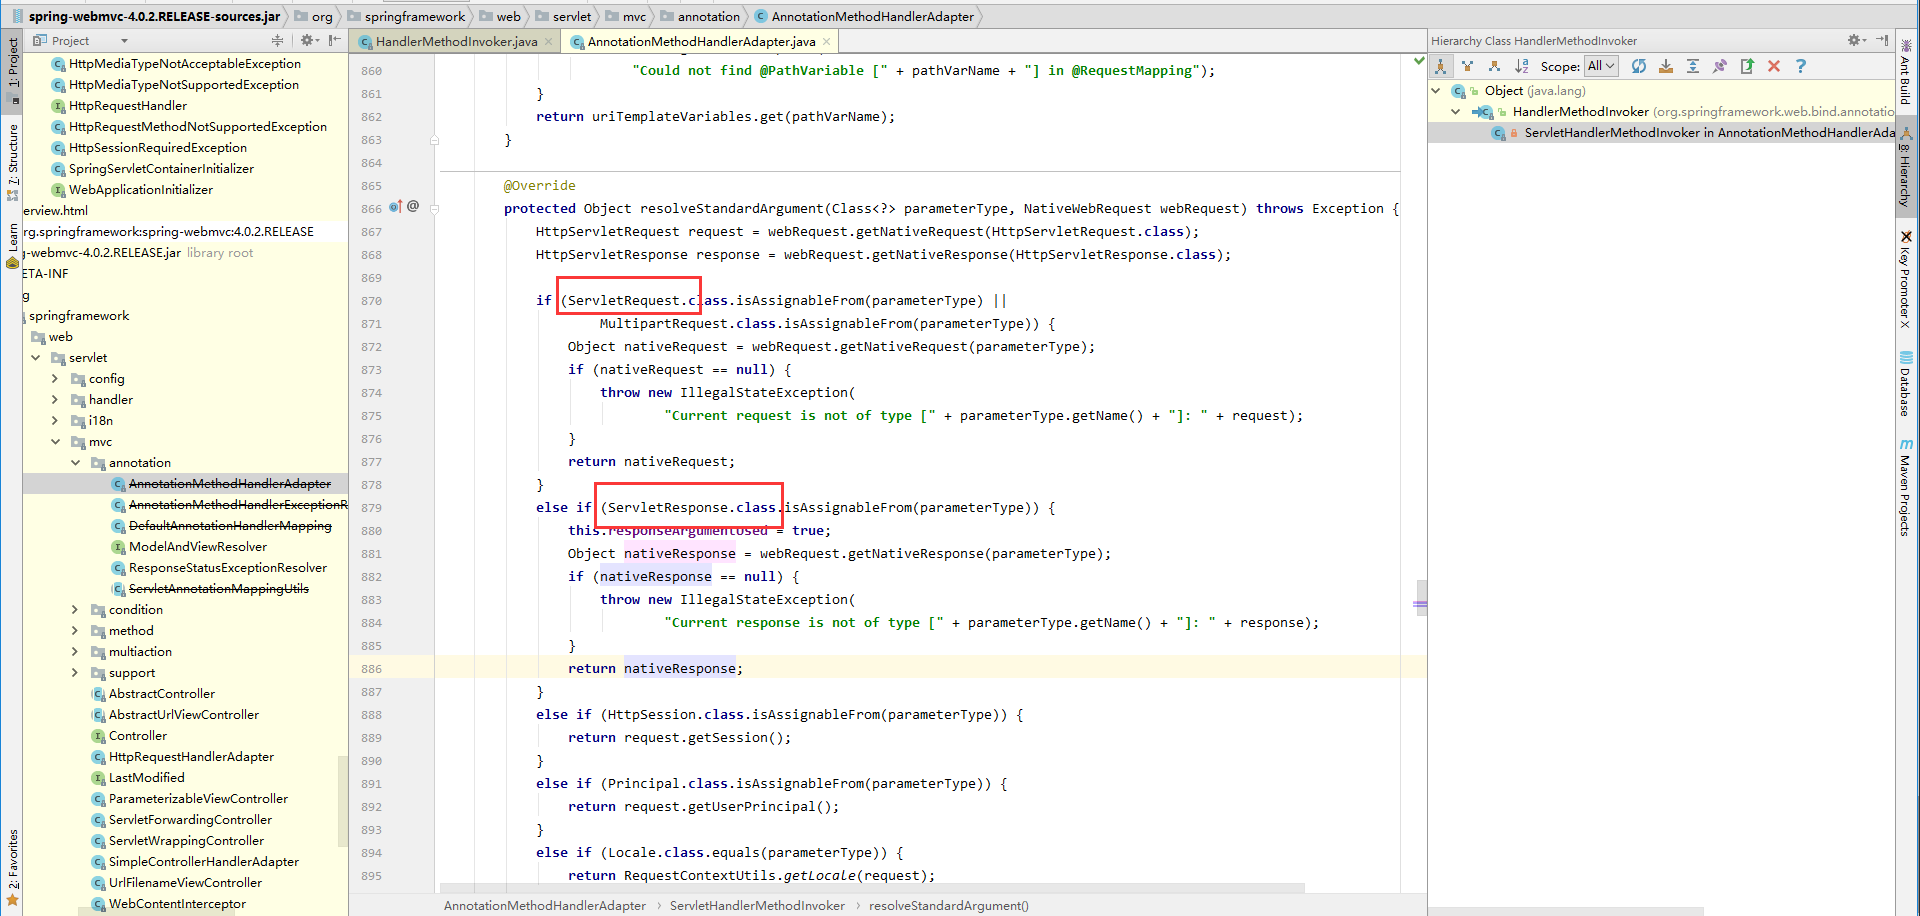 spring-webmvc-4.0.2.RELEASE-sources.jar org springframework web servlet mvc annotation AnnotationMethodHandlerAdapter
Project
HandlerMethodInvoker.java AnnotationMethodHandlerAdapter.java
Hierarchy Class HandlerMethodInvoker
1: Project
7: Structure
Learn
2: Favorites
HttpMediaTypeNotAcceptableException
HttpMediaTypeNotSupportedException
HttpRequestHandler
HttpRequestMethodNotSupportedException
HttpSessionRequiredException
SpringServletContainerInitializer
WebApplicationInitializer
erview.html
rg.springframework:spring-webmvc:4.0.2.RELEASE
g-webmvc-4.0.2.RELEASE.jar library root
ETA-INF
g
springframework
web
servlet
config
handler
i18n
mvc
annotation
AnnotationMethodHandlerAdapter
AnnotationMethodHandlerExceptionR
DefaultAnnotationHandlerMapping
ModelAndViewResolver
ResponseStatusExceptionResolver
ServletAnnotationMappingUtils
condition
method
multiaction
support
AbstractController
AbstractUrlViewController
Controller
HttpRequestHandlerAdapter
LastModified
ParameterizableViewController
ServletForwardingController
ServletWrappingController
SimpleControllerHandlerAdapter
UrlFilenameViewController
WebContentInterceptor
860 "Could not find @PathVariable [" + pathVarName + "] in @RequestMapping");
861 }
862 return uriTemplateVariables.get(pathVarName);
863 }
864
865 @Override
866 @ protected Object resolveStandardArgument(Class<?> parameterType, NativeWebRequest webRequest) throws Exception {
867 HttpServletRequest request = webRequest.getNativeRequest(HttpServletRequest.class);
868 HttpServletResponse response = webRequest.getNativeResponse(HttpServletResponse.class);
869
870 if (ServletRequest.class.isAssignableFrom(parameterType) ||
871 MultipartRequest.class.isAssignableFrom(parameterType)) {
872 Object nativeRequest = webRequest.getNativeRequest(parameterType);
873 if (nativeRequest == null) {
874 throw new IllegalStateException(
875 "Current request is not of type [" + parameterType.getName() + "]: " + request);
876 }
877 return nativeRequest;
878 }
879 else if (ServletResponse.class.isAssignableFrom(parameterType)) {
880 this.responseArgumentUsed = true;
881 Object nativeResponse = webRequest.getNativeResponse(parameterType);
882 if (nativeResponse == null) {
883 throw new IllegalStateException(
884 "Current response is not of type [" + parameterType.getName() + "]: " + response);
885 }
886 return nativeResponse;
887 }
888 else if (HttpSession.class.isAssignableFrom(parameterType)) {
889 return request.getSession();
890 }
891 else if (Principal.class.isAssignableFrom(parameterType)) {
892 return request.getUserPrincipal();
893 }
894 else if (Locale.class.equals(parameterType)) {
895 return RequestContextUtils.getLocale(request);
AnnotationMethodHandlerAdapter › ServletHandlerMethodInvoker › resolveStandardArgument()
Scope: All
Object (java.lang)
HandlerMethodInvoker (org.springframework.web.bind.annotatio
ServletHandlerMethodInvoker in AnnotationMethodHandlerAda
Ant Build
8: Hierarchy
Key Promoter X
Database
Maven Projects